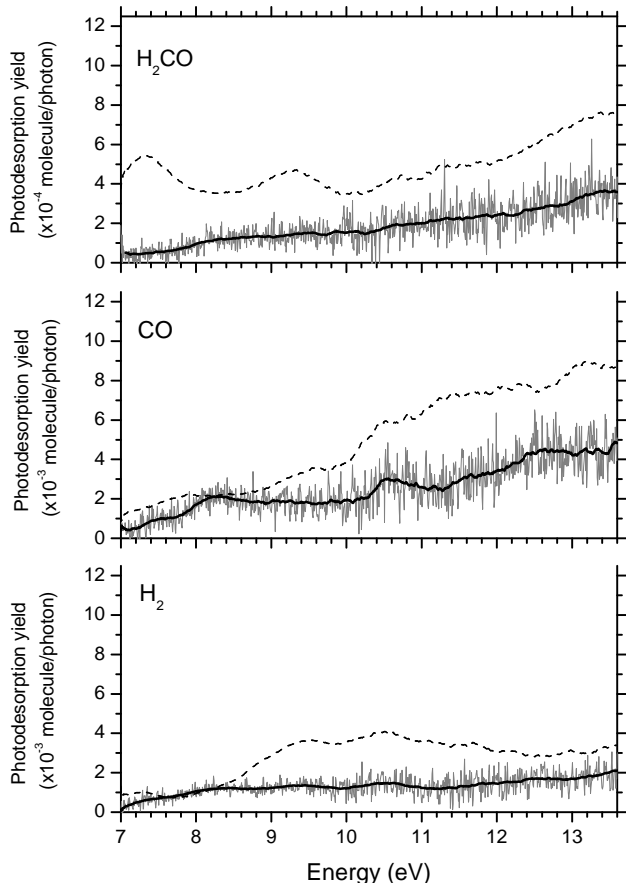 12
10
8
6
4
2
0
Photodesorption yield
(x10⁻⁴ molecule/photon)
H₂CO
12
10
8
6
4
2
0
Photodesorption yield
(x10⁻³ molecule/photon)
CO
12
10
8
6
4
2
0
Photodesorption yield
(x10⁻³ molecule/photon)
H₂
7 8 9 10 11 12 13
Energy (eV)